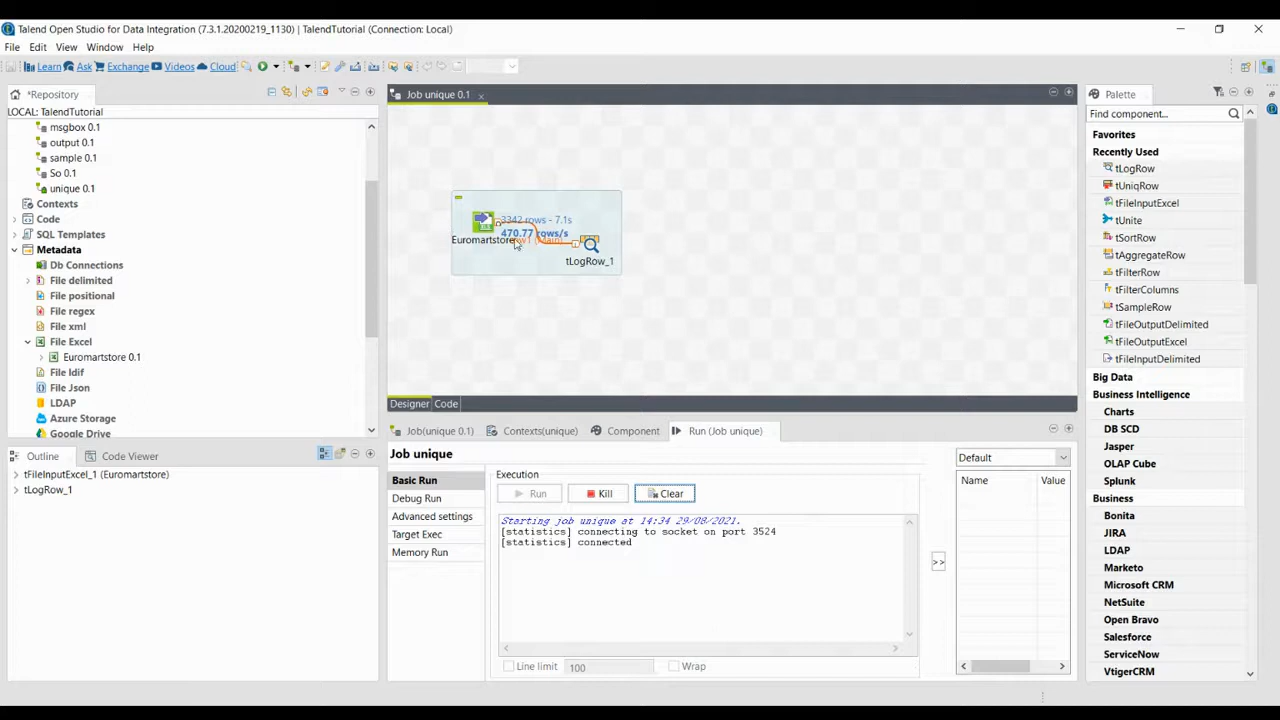 Talend Open Studio for Data Integration (7.3.1.20200219_1130) | TalendTutorial (Connection: Local)
File Edit View Window Help
Learn Ask Exchange Videos Cloud
*Repository
LOCAL: TalendTutorial
msgbox 0.1
output 0.1
sample 0.1
So 0.1
unique 0.1
Contexts
Code
SQL Templates
Metadata
Db Connections
File delimited
File positional
File regex
File xml
File Excel
Euromartstore 0.1
File ldif
File Json
LDAP
Azure Storage
Google Drive
Outline Code Viewer
tFileInputExcel_1 (Euromartstore)
tLogRow_1
Job unique 0.1
3342 rows - 7.1s
470.77 rows/s
Euromartstore row1 (Main)
tLogRow_1
Designer Code
Job(unique 0.1) Contexts(unique) Component Run (Job unique)
Job unique
Basic Run
Debug Run
Advanced settings
Target Exec
Memory Run
Execution
Run Kill Clear
Starting job unique at 14:34 29/08/2021.
[statistics] connecting to socket on port 3524
[statistics] connected
Line limit 100 Wrap
>>
Default
Name Value
Palette
Find component...
Favorites
Recently Used
tLogRow
tUniqRow
tFileInputExcel
tUnite
tSortRow
tAggregateRow
tFilterRow
tFilterColumns
tSampleRow
tFileOutputDelimited
tFileOutputExcel
tFileInputDelimited
Big Data
Business Intelligence
Charts
DB SCD
Jasper
OLAP Cube
Splunk
Business
Bonita
JIRA
LDAP
Marketo
Microsoft CRM
NetSuite
Open Bravo
Salesforce
ServiceNow
VtigerCRM